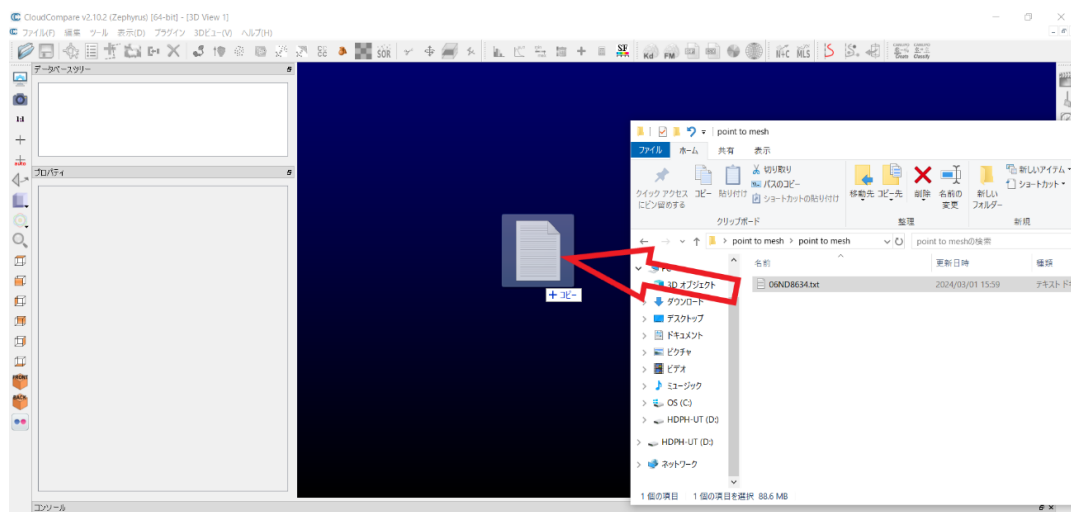 CloudCompare v2.10.2 (Zephyrus) [64-bit] - [3D View 1]
ファイル(F) 編集 ツール 表示(D) プラグイン 3Dビュー(V) ヘルプ(H)
SOR
SF
Kd
FM
N+C
MLS
S
データベースツリー
1:1
auto
プロパティ
FRONT
BACK
コンソール
+ コピー
point to mesh
ファイル ホーム 共有 表示
クイック アクセスにピン留めする
コピー
貼り付け
切り取り
パスのコピー
ショートカットの貼り付け
移動先
コピー先
削除
名前の変更
新しいフォルダー
新しいアイテム
ショートカット
クリップボード 整理 新規
point to mesh > point to mesh
point to meshの検索
名前 更新日時 種類
06ND8634.txt 2024/03/01 15:59
3D オブジェクト
ダウンロード
デスクトップ
ドキュメント
ピクチャ
ビデオ
ミュージック
OS (C:)
HDPH-UT (D:)
HDPH-UT (D:)
ネットワーク
1 個の項目 1 個の項目を選択 88.6 MB